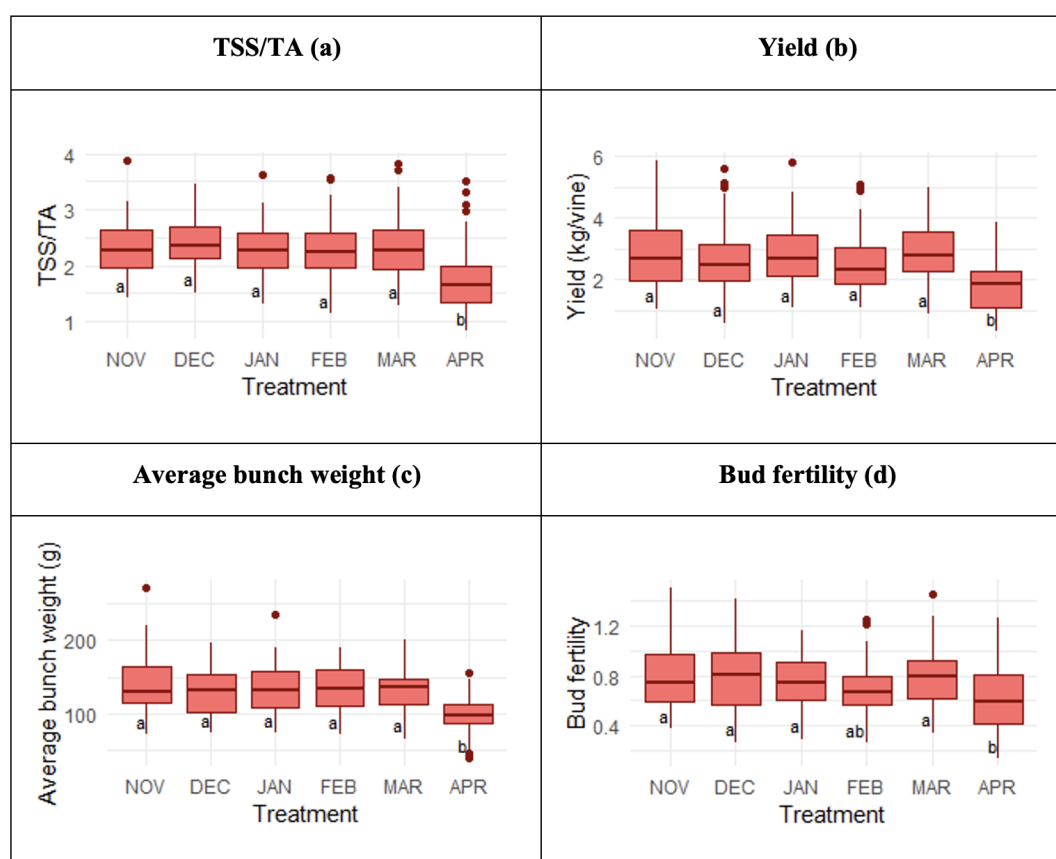 TSS/TA (a)
Yield (b)
TSS/TA
4
3
2
1
a
a
a
a
a
b
NOV DEC JAN FEB MAR APR
Treatment
Yield (kg/vine)
6
4
2
a
a
a
a
a
b
NOV DEC JAN FEB MAR APR
Treatment
Average bunch weight (c)
Bud fertility (d)
Average bunch weight (g)
200
100
a
a
a
a
a
b
NOV DEC JAN FEB MAR APR
Treatment
Bud fertility
1.2
0.8
0.4
a
a
a
ab
a
b
NOV DEC JAN FEB MAR APR
Treatment